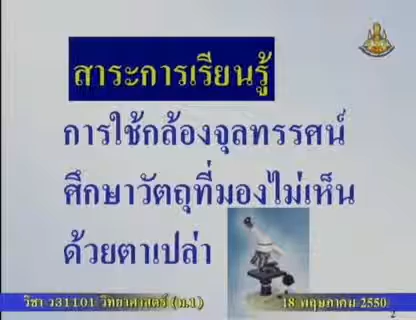 สาระการเรียนรู้
การใช้กล้องจุลทรรศน์
ศึกษาวัตถุที่มองไม่เห็น
ด้วยตาเปล่า
วิชา ว31101 วิทยาศาสตร์ (ม.1)
18 พฤษภาคม 2550
2